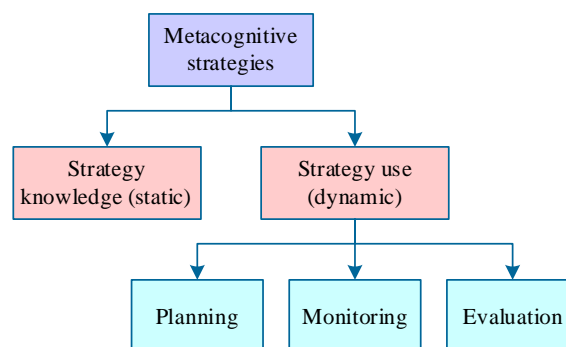 Metacognitive
strategies
Strategy
knowledge (static)
Strategy use
(dynamic)
Planning
Monitoring
Evaluation